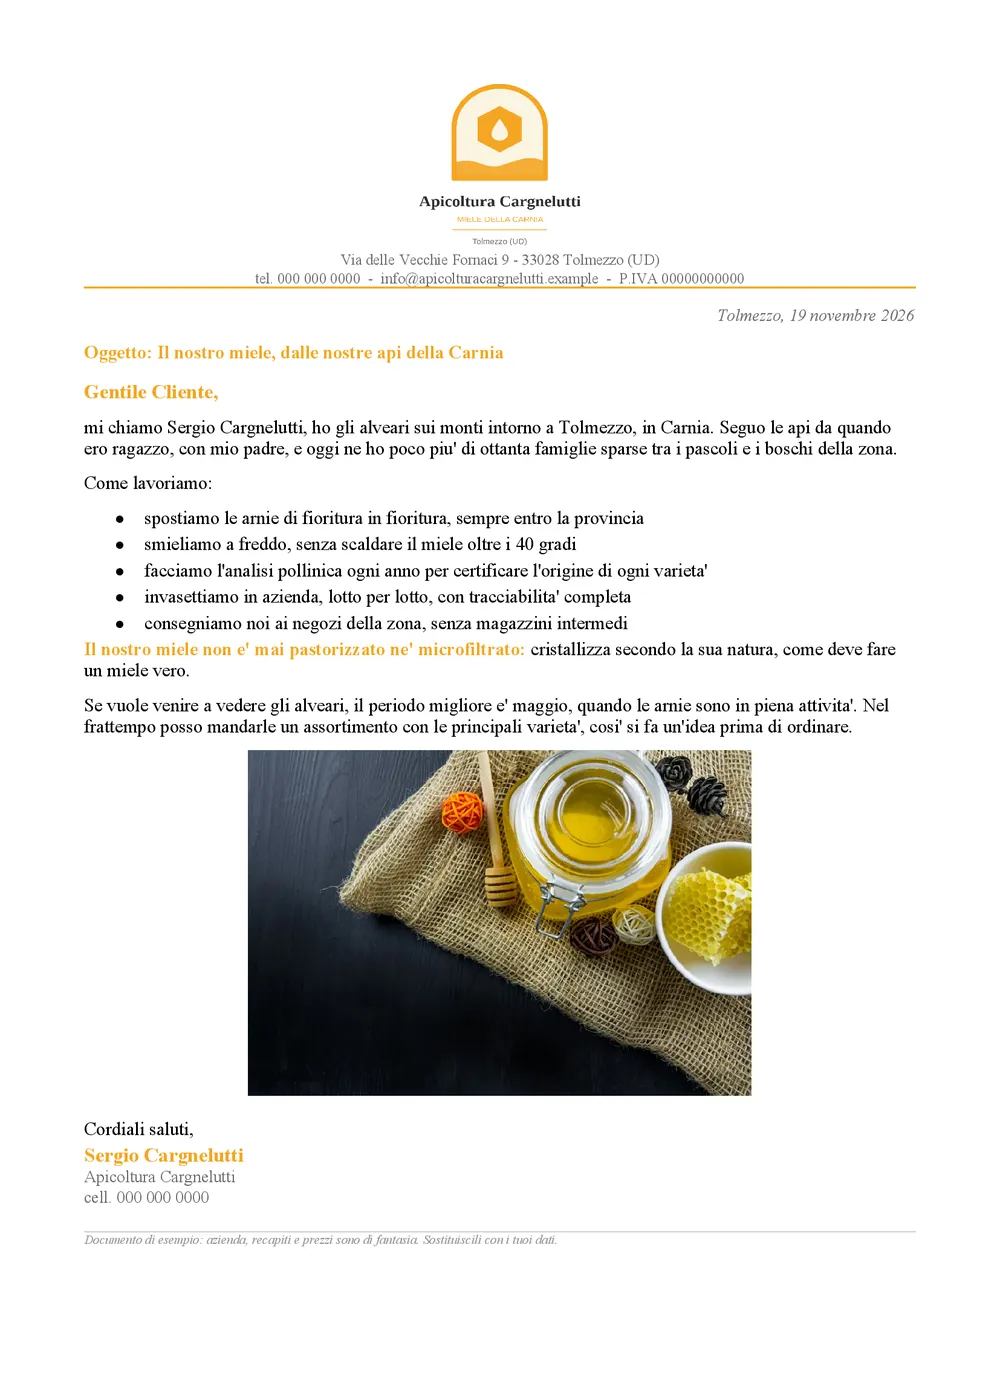 Apicoltura Cargnelutti
MIELE DELLA CARNIA
Tolmezzo (UD)
Via delle Vecchie Fornaci 9 - 33028 Tolmezzo (UD)
tel. 000 000 0000 - info@apicolturacargnelutti.example - P.IVA 00000000000
Tolmezzo, 19 novembre 2026
Oggetto: Il nostro miele, dalle nostre api della Carnia
Gentile Cliente,
mi chiamo Sergio Cargnelutti, ho gli alveari sui monti intorno a Tolmezzo, in Carnia. Seguo le api da quando
ero ragazzo, con mio padre, e oggi ne ho poco piu' di ottanta famiglie sparse tra i pascoli e i boschi della zona.
Come lavoriamo:
● spostiamo le arnie di fioritura in fioritura, sempre entro la provincia
● smieliamo a freddo, senza scaldare il miele oltre i 40 gradi
● facciamo l'analisi pollinica ogni anno per certificare l'origine di ogni varieta'
● invasettiamo in azienda, lotto per lotto, con tracciabilita' completa
● consegniamo noi ai negozi della zona, senza magazzini intermedi
Il nostro miele non e' mai pastorizzato ne' microfiltrato: cristallizza secondo la sua natura, come deve fare
un miele vero.
Se vuole venire a vedere gli alveari, il periodo migliore e' maggio, quando le arnie sono in piena attivita'. Nel
frattempo posso mandarle un assortimento con le principali varieta', cosi' si fa un'idea prima di ordinare.
Cordiali saluti,
Sergio Cargnelutti
Apicoltura Cargnelutti
cell. 000 000 0000
Documento di esempio: azienda, recapiti e prezzi sono di fantasia. Sostituiscili con i tuoi dati.